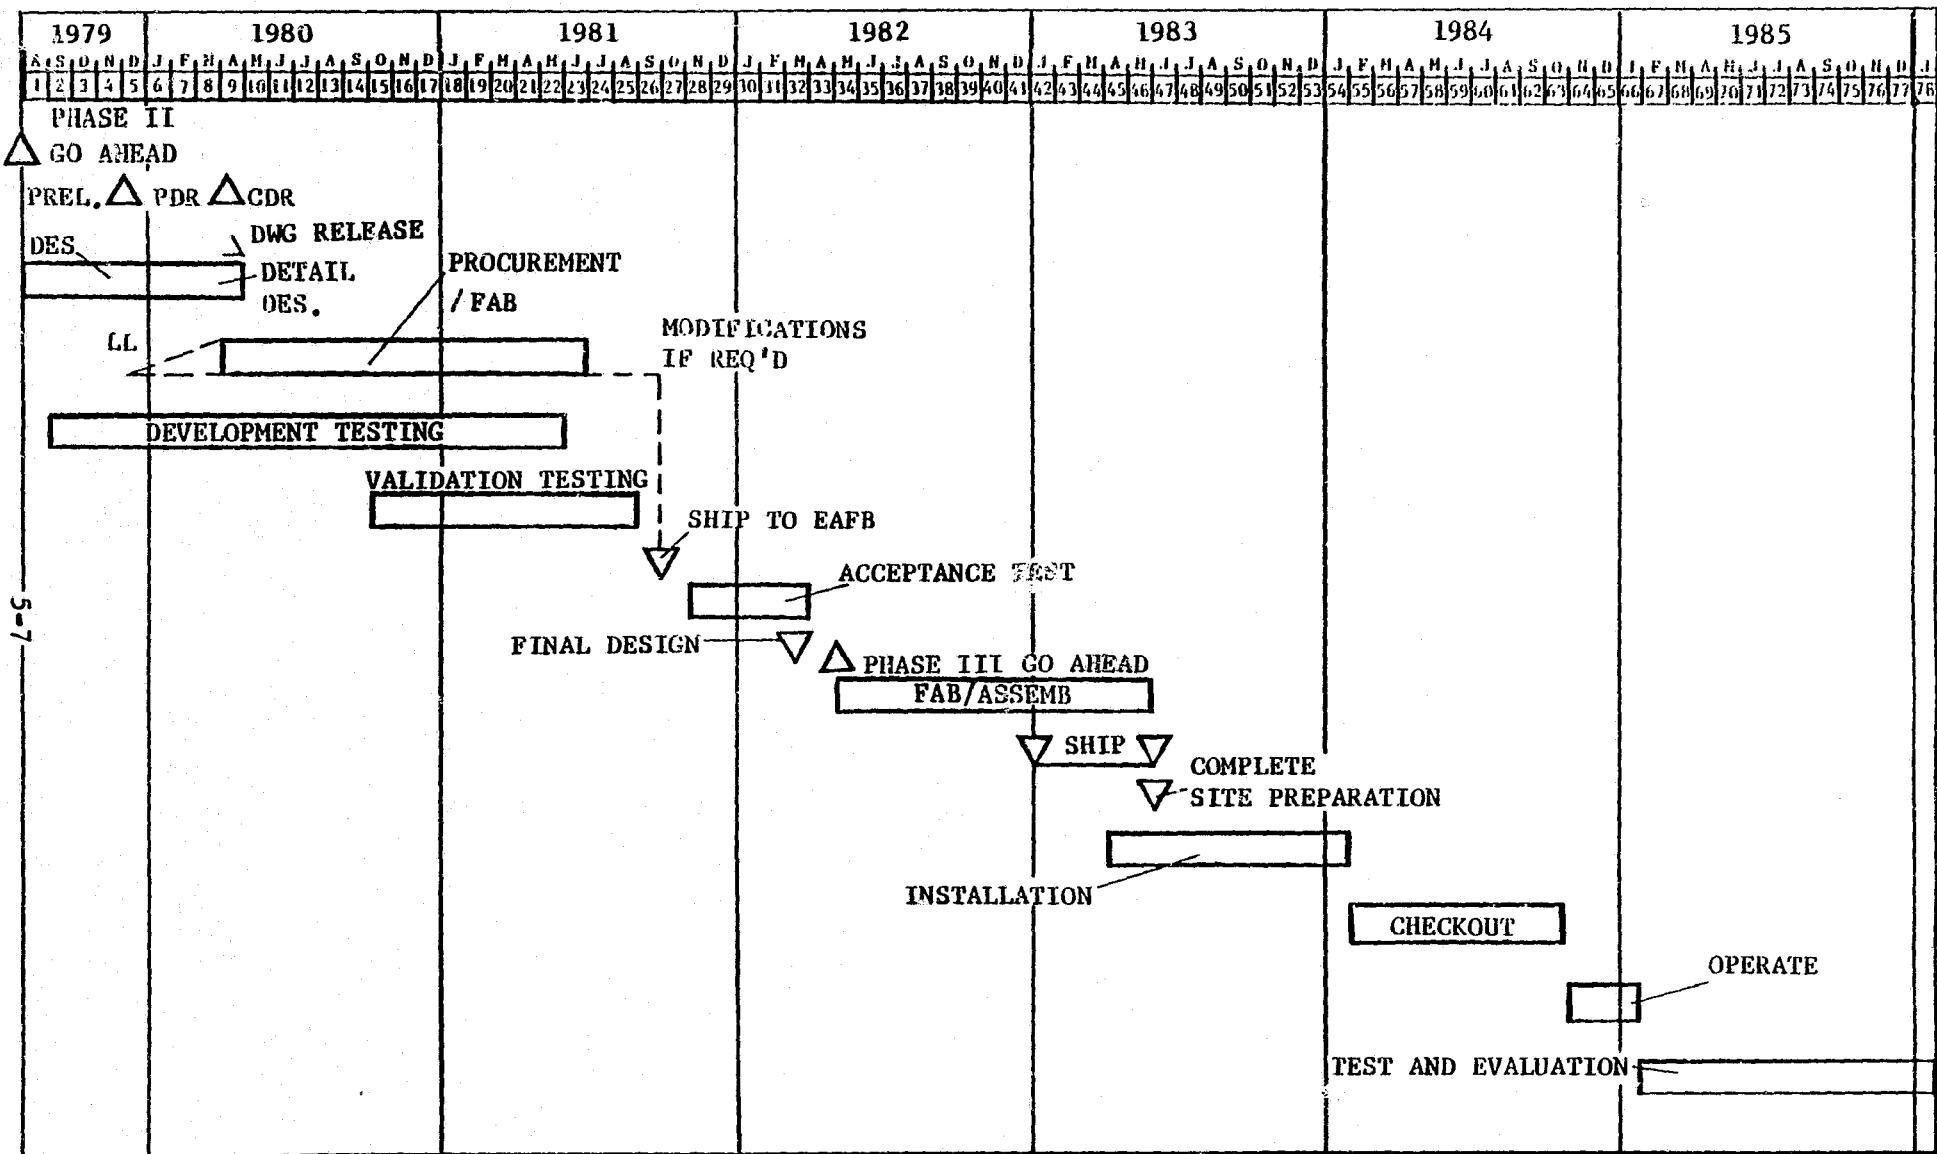 1979 1980 1981 1982 1983 1984 1985
A S O N D J F M A M J J A S O N D J F M A M J J A S O N D J F M A M J J A S O N D J F M A M J J A S O N D J F M A M J J A S O N D J F M A M J J A S O N D J
1 2 3 4 5 6 7 8 9 10 11 12 13 14 15 16 17 18 19 20 21 22 23 24 25 26 27 28 29 30 31 32 33 34 35 36 37 38 39 40 41 42 43 44 45 46 47 48 49 50 51 52 53 54 55 56 57 58 59 60 61 62 63 64 65 66 67 68 69 70 71 72 73 74 75 76 77 78
PHASE II
GO AHEAD
PREL. PDR CDR
DWG RELEASE
DES
DETAIL
DES.
PROCUREMENT
/FAB
LL
MODIFICATIONS
IF REQ'D
DEVELOPMENT TESTING
VALIDATION TESTING
SHIP TO EAFB
ACCEPTANCE TEST
5-7
FINAL DESIGN
PHASE III GO AHEAD
FAB/ASSEMB
SHIP
COMPLETE
SITE PREPARATION
INSTALLATION
CHECKOUT
OPERATE
TEST AND EVALUATION